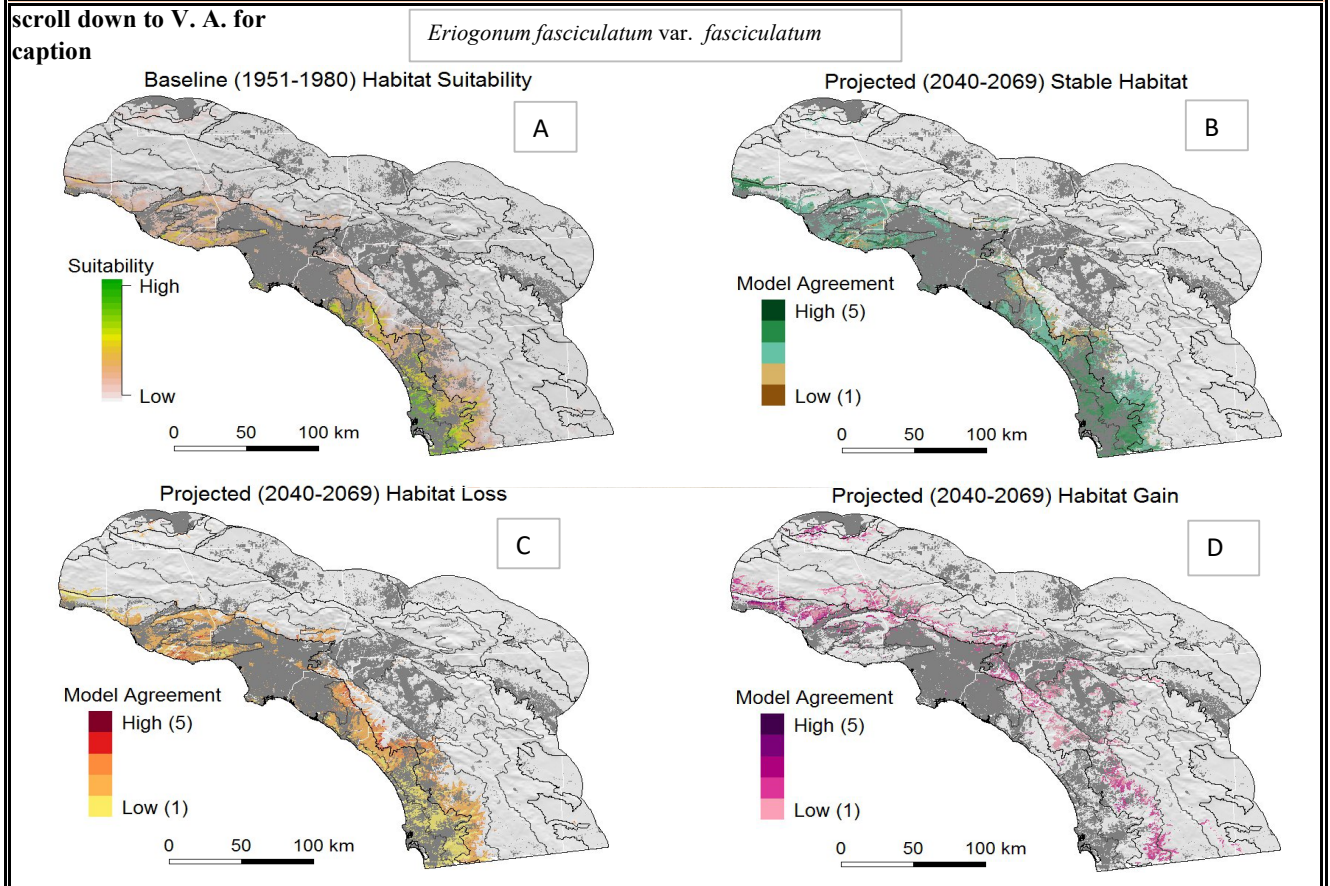 scroll down to V. A. for
caption
Eriogonum fasciculatum var. fasciculatum
Baseline (1951-1980) Habitat Suitability
A
Suitability
High
Low
0 50 100 km
Projected (2040-2069) Stable Habitat
B
Model Agreement
High (5)
Low (1)
0 50 100 km
Projected (2040-2069) Habitat Loss
C
Model Agreement
High (5)
Low (1)
0 50 100 km
Projected (2040-2069) Habitat Gain
D
Model Agreement
High (5)
Low (1)
0 50 100 km